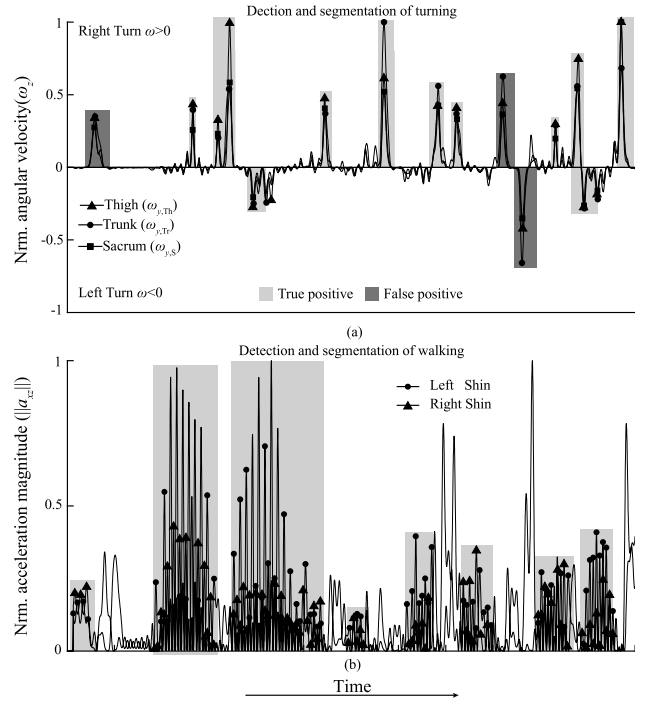 Dection and segmentation of turning
1
Right Turn ω>0
0.5
Nrm. angular velocity(ω_z)
0
Thigh (ω_y,Th)
Trunk (ω_y,Tr)
Sacrum (ω_y,S)
-0.5
Left Turn ω<0
True positive
False positive
-1
(a)
Detection and segmentation of walking
1
Left Shin
Right Shin
0.5
Nrm. acceleration magnitude (||a_xz||)
0
(b)
Time